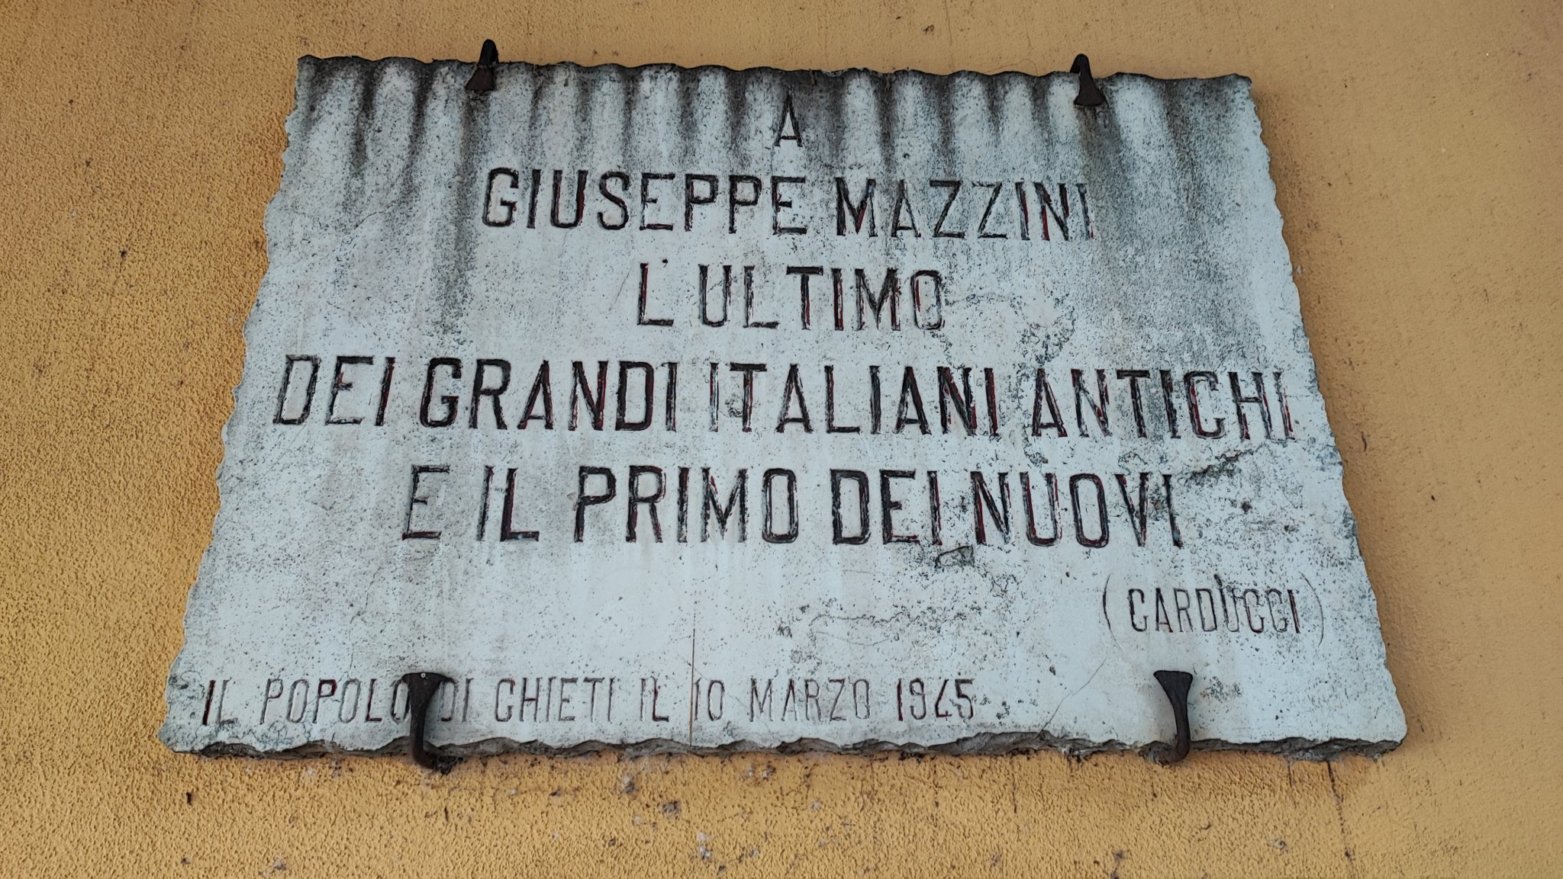 A
GIUSEPPE MAZZINI
L'ULTIMO
DEI GRANDI ITALIANI ANTICHI
E IL PRIMO DEI NUOVI
(CARDUCCI)
IL POPOLO DI CHIETI IL 10 MARZO 1945